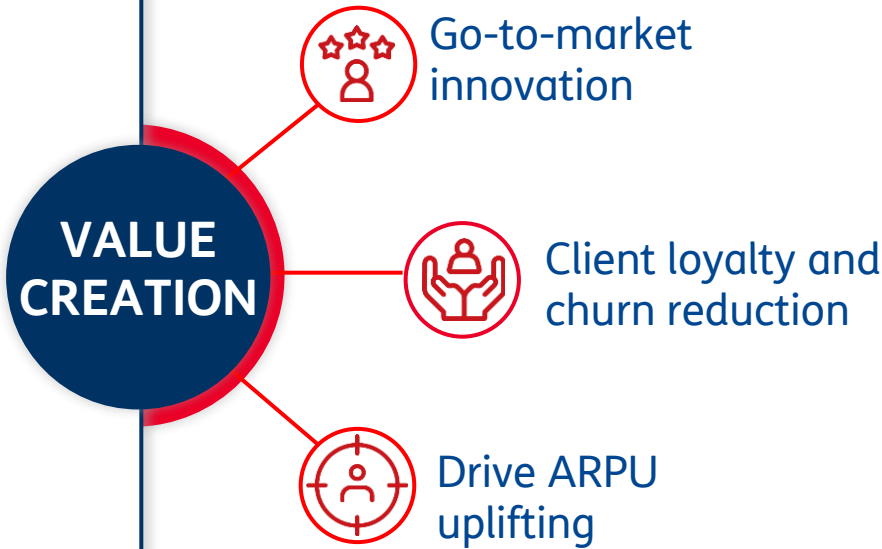 Go-to-market
innovation
VALUE
CREATION
Client loyalty and
churn reduction
Drive ARPU
uplifting